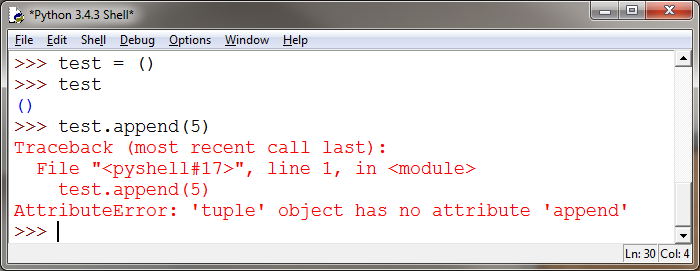 *Python 3.4.3 Shell*
File Edit Shell Debug Options Window Help
>>> test = ()
>>> test
()
>>> test.append(5)
Traceback (most recent call last):
  File "<pyshell#17>", line 1, in <module>
    test.append(5)
AttributeError: 'tuple' object has no attribute 'append'
>>>
Ln: 30 Col: 4